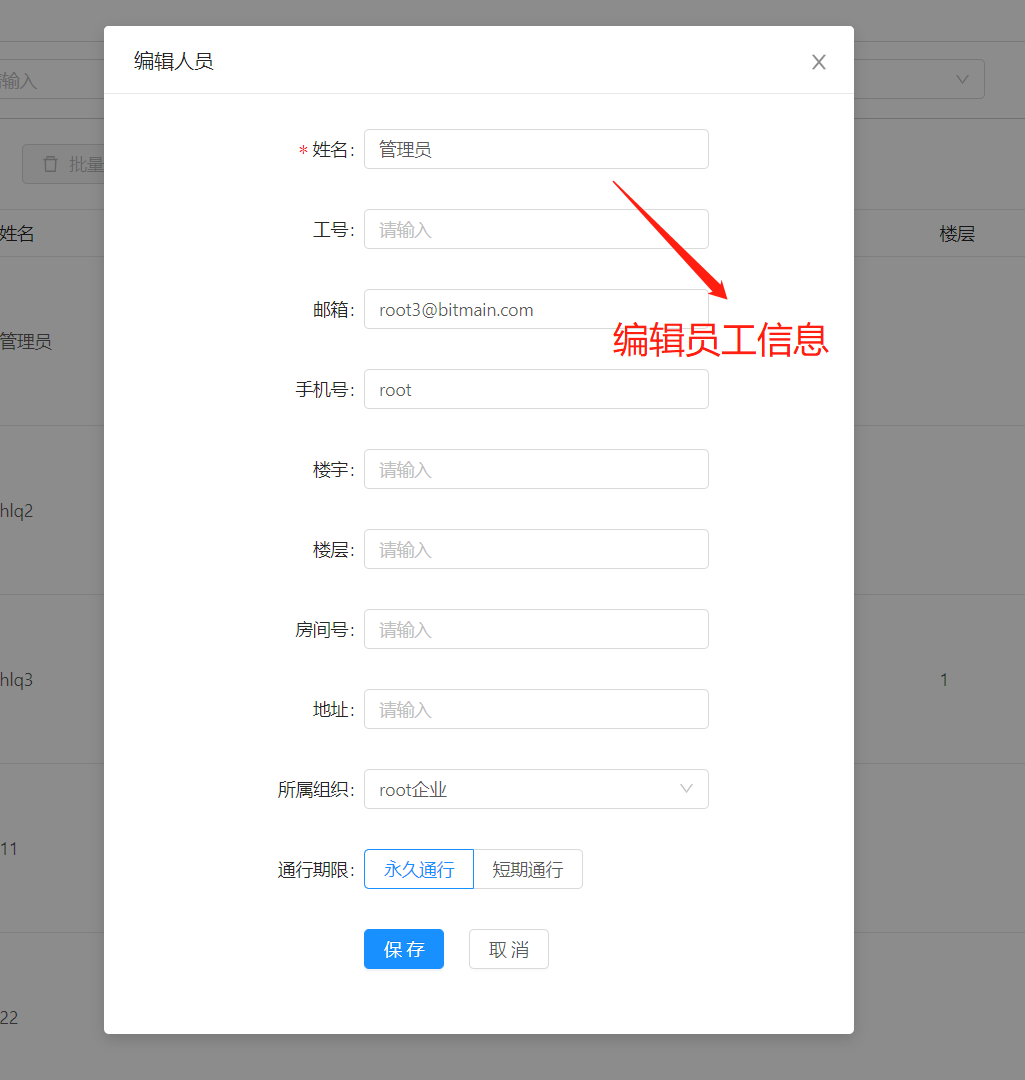 编辑人员
输入
批量
姓名
楼层
管理员
hlq2
hlq3
1
11
22
* 姓名: 管理员
工号: 请输入
邮箱: root3@bitmain.com
编辑员工信息
手机号: root
楼宇: 请输入
楼层: 请输入
房间号: 请输入
地址: 请输入
所属组织: root企业
通行期限: 永久通行 短期通行
保 存 取 消